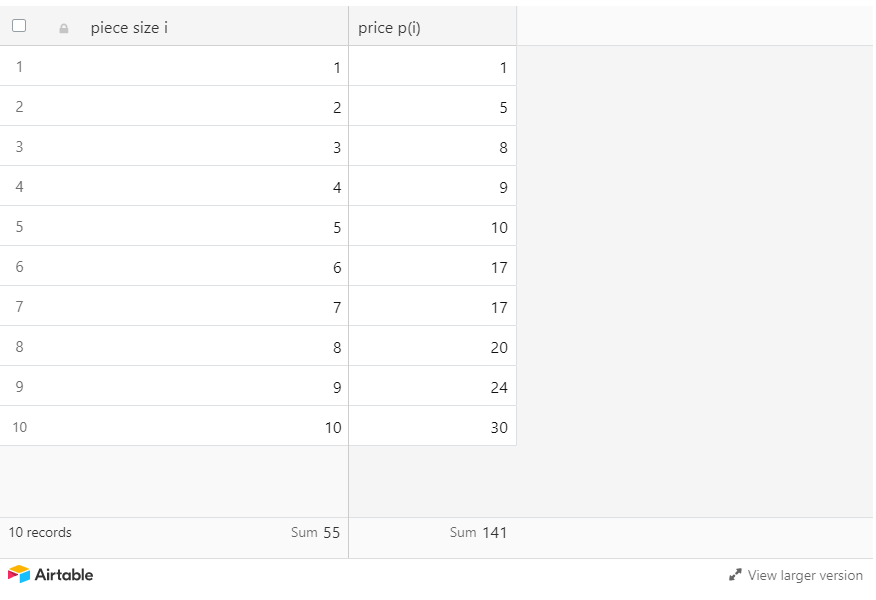 piece size i price p(i)
1 1 1
2 2 5
3 3 8
4 4 9
5 5 10
6 6 17
7 7 17
8 8 20
9 9 24
10 10 30
10 records Sum 55 Sum 141
Airtable View larger version